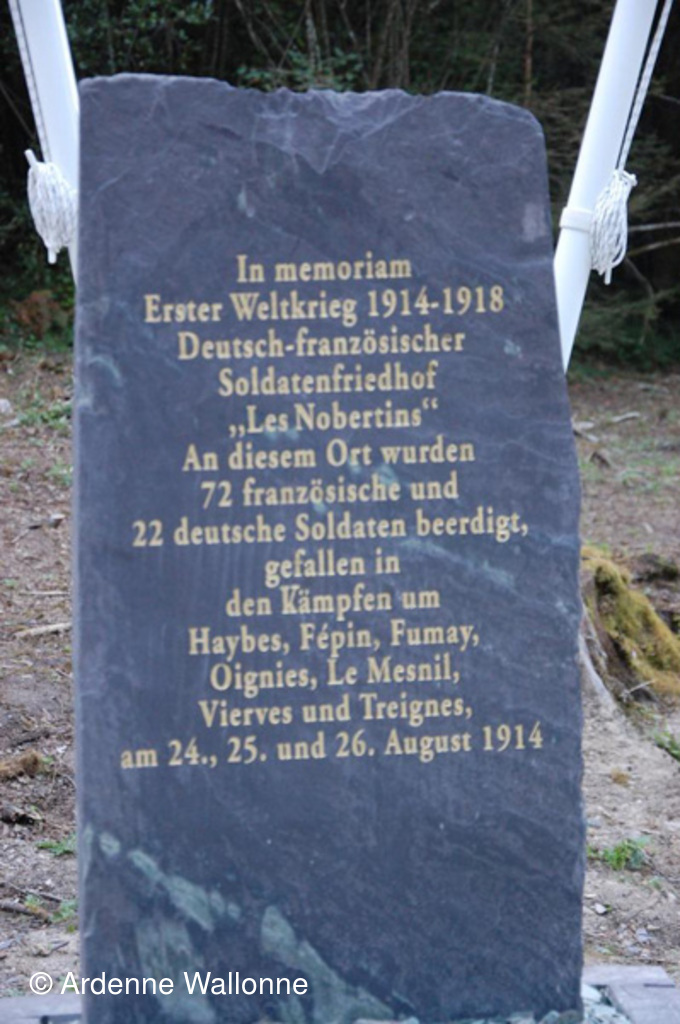 In memoriam
Erster Weltkrieg 1914-1918
Deutsch-französischer
Soldatenfriedhof
„Les Nobertins“
An diesem Ort wurden
72 französische und
22 deutsche Soldaten beerdigt,
gefallen in
den Kämpfen um
Haybes, Fépin, Fumay,
Oignies, Le Mesnil,
Vierves und Treignes,
am 24., 25. und 26. August 1914
© Ardenne Wallonne